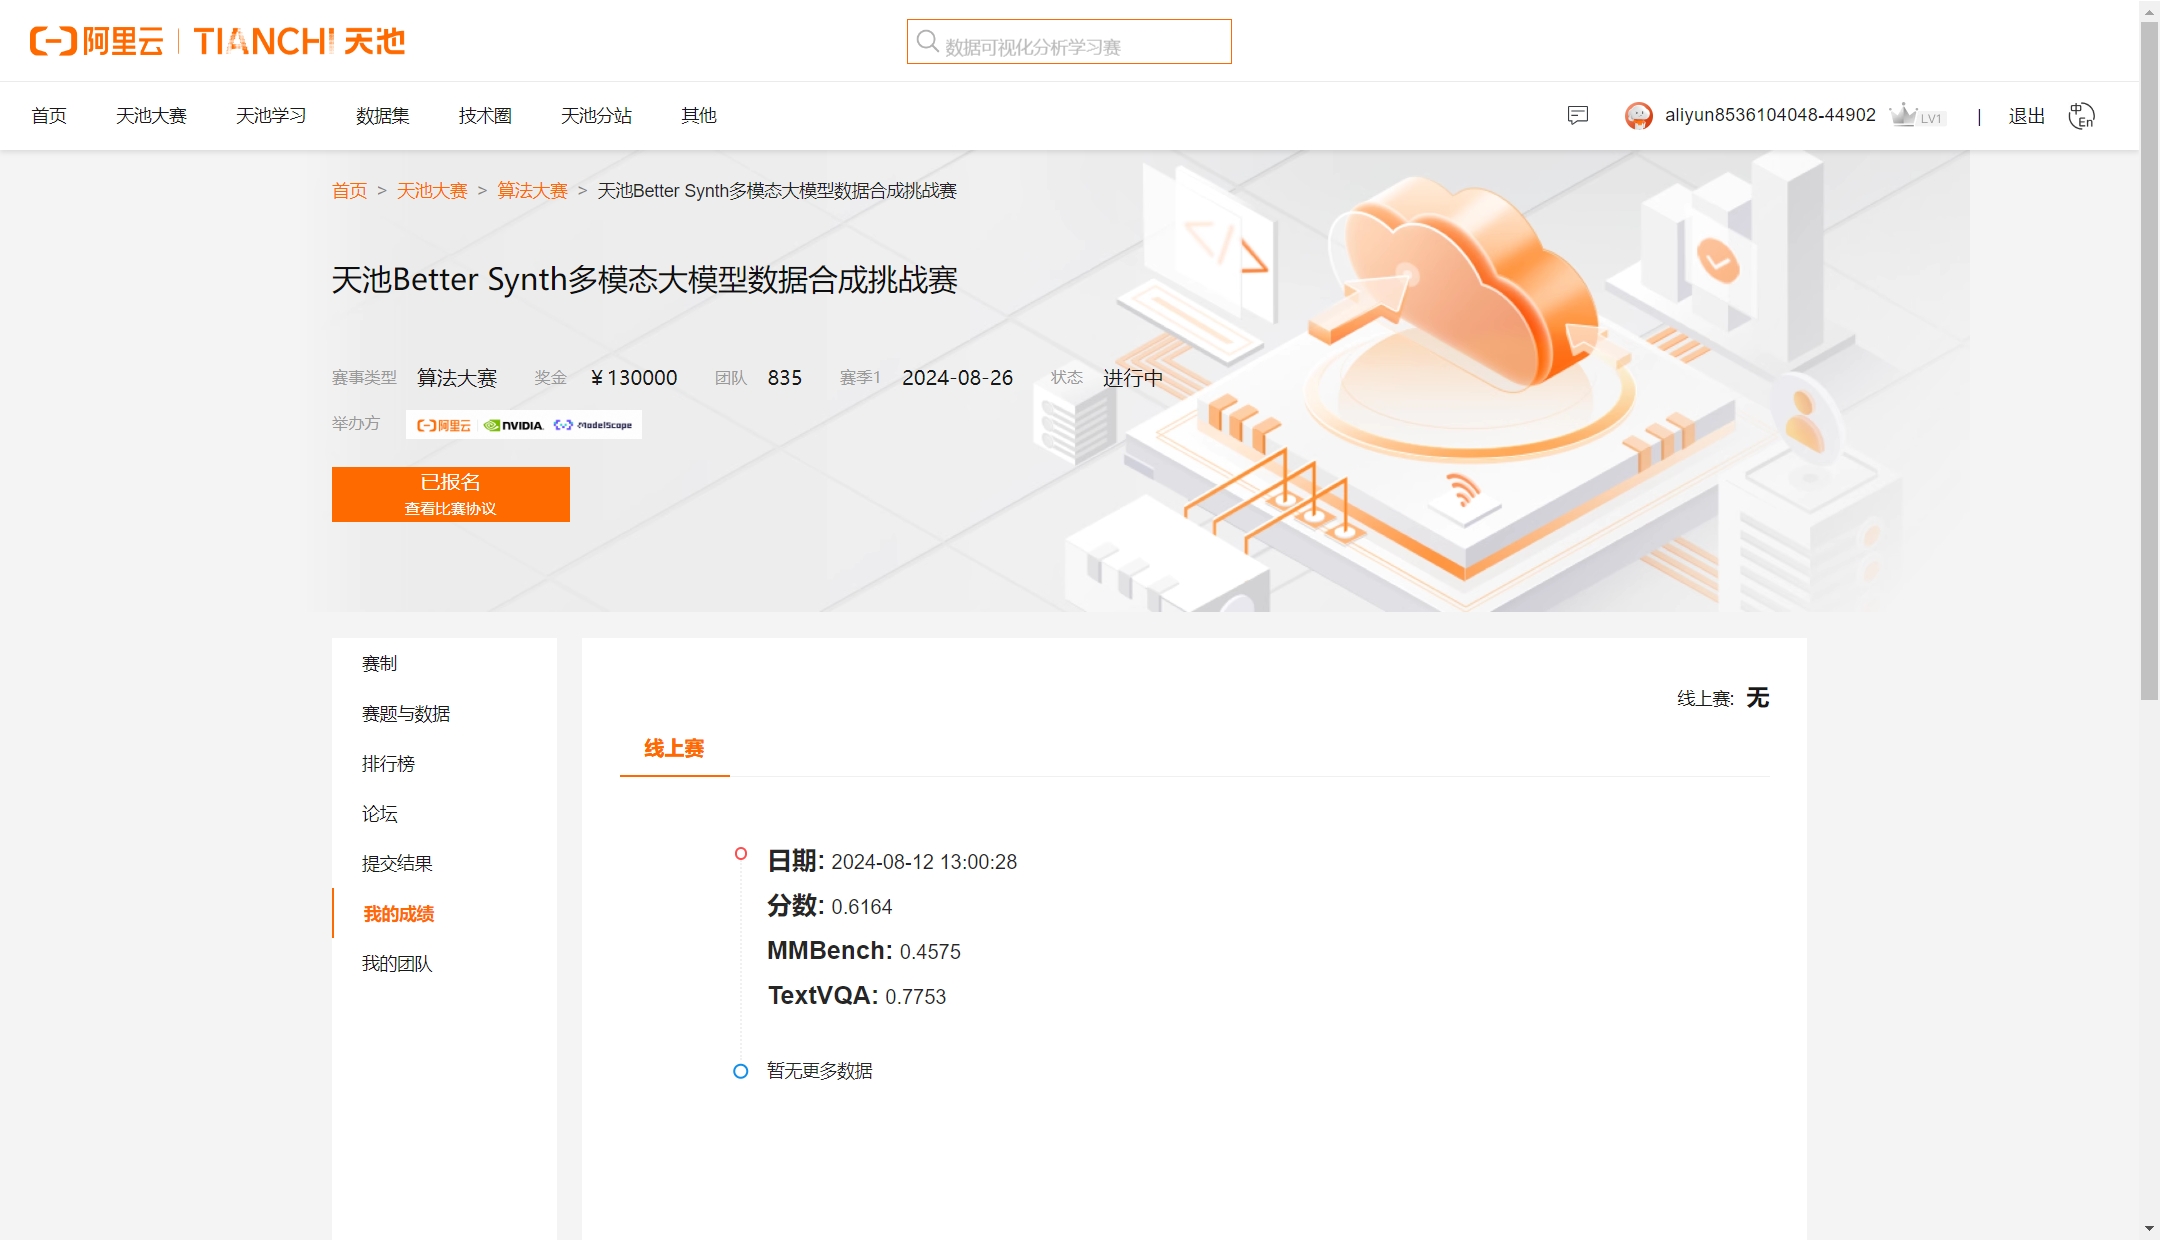 阿里云 | TIANCHI 天池
数据可视化分析学习赛
首页 天池大赛 天池学习 数据集 技术圈 天池分站 其他 aliyun8536104048-44902 LV1 | 退出 中 En
首页 > 天池大赛 > 算法大赛 > 天池Better Synth多模态大模型数据合成挑战赛
天池Better Synth多模态大模型数据合成挑战赛
赛事类型 算法大赛 奖金 ¥130000 团队 835 赛季1 2024-08-26 状态 进行中
举办方 阿里云 NVIDIA. ModelScope
已报名
查看比赛协议
赛制
赛题与数据
排行榜
论坛
提交结果
我的成绩
我的团队
线上赛: 无
线上赛
日期: 2024-08-12 13:00:28
分数: 0.6164
MMBench: 0.4575
TextVQA: 0.7753
暂无更多数据